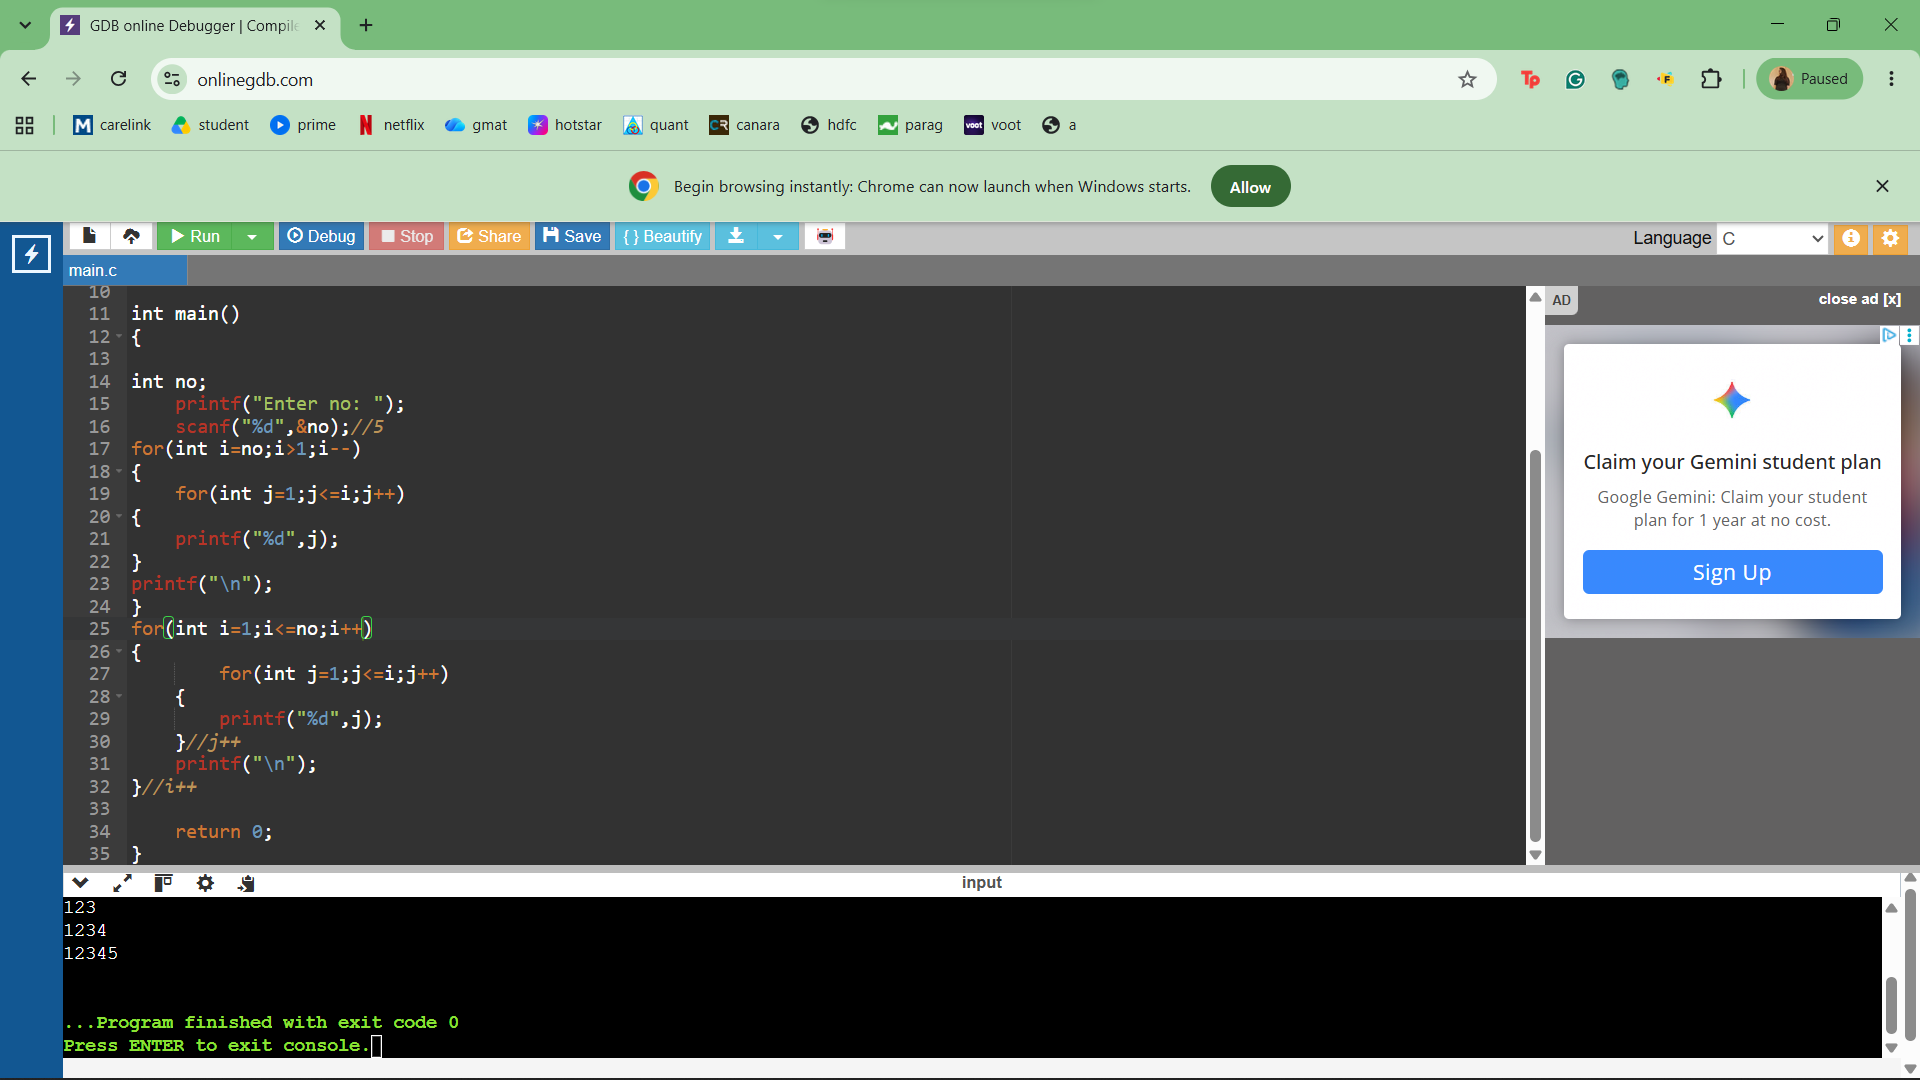 GDB online Debugger | Compile
onlinegdb.com
Paused
carelink student prime netflix gmat hotstar quant canara hdfc parag voot a
Begin browsing instantly: Chrome can now launch when Windows starts. Allow
Run Debug Stop Share Save { } Beautify Language C
main.c
10
11 int main()
12 {
13
14 int no;
15     printf("Enter no: ");
16     scanf("%d",&no);//5
17 for(int i=no;i>1;i--)
18 {
19     for(int j=1;j<=i;j++)
20 {
21     printf("%d",j);
22 }
23 printf("\n");
24 }
25 for(int i=1;i<=no;i++)
26 {
27         for(int j=1;j<=i;j++)
28     {
29         printf("%d",j);
30     }//j++
31     printf("\n");
32 }//i++
33
34     return 0;
35 }
AD close ad [x]
Claim your Gemini student plan
Google Gemini: Claim your student
plan for 1 year at no cost.
Sign Up
input
123
1234
12345
...Program finished with exit code 0
Press ENTER to exit console.